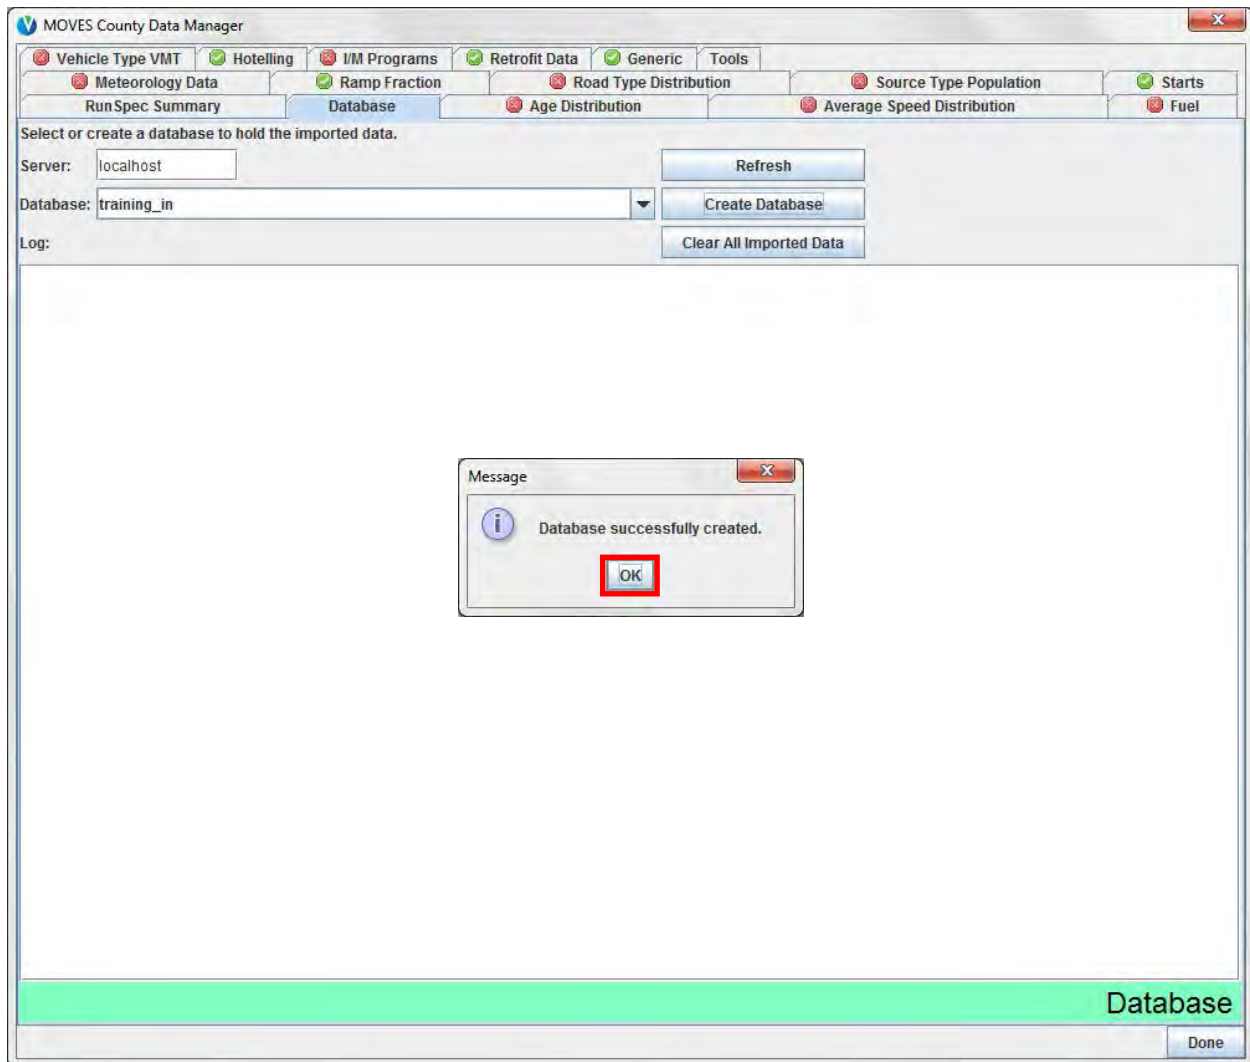 MOVES County Data Manager
Vehicle Type VMT Hotelling I/M Programs Retrofit Data Generic Tools
Meteorology Data Ramp Fraction Road Type Distribution Source Type Population Starts
RunSpec Summary Database Age Distribution Average Speed Distribution Fuel
Select or create a database to hold the imported data.
Server: localhost Refresh
Database: training_in Create Database
Log: Clear All Imported Data
Message
Database successfully created.
OK
Database
Done